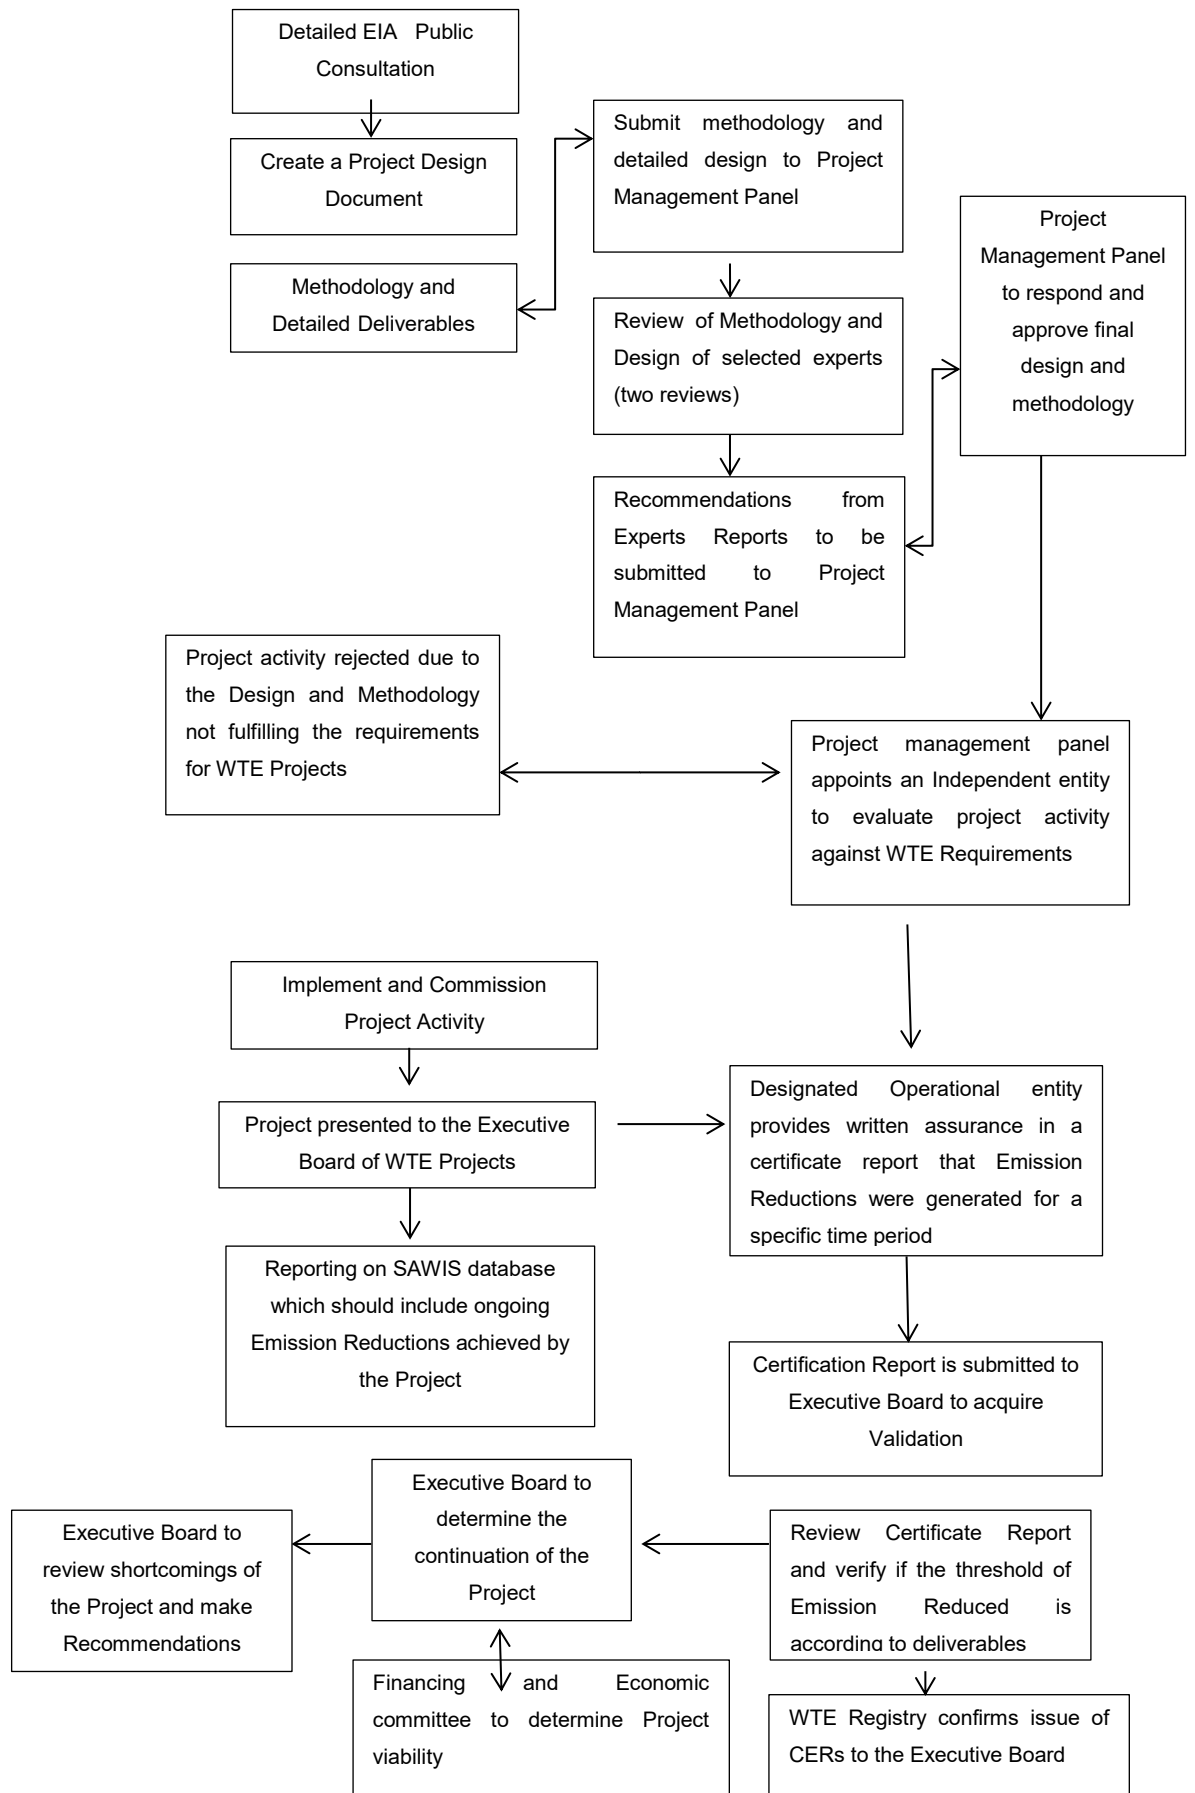 Detailed EIA Public
Consultation
Create a Project Design
Document
Methodology and
Detailed Deliverables
Submit methodology and
detailed design to Project
Management Panel
Review of Methodology and
Design of selected experts
(two reviews)
Recommendations from
Experts Reports to be
submitted to Project
Management Panel
Project
Management Panel
to respond and
approve final
design and
methodology
Project activity rejected due to
the Design and Methodology
not fulfilling the requirements
for WTE Projects
Project management panel
appoints an Independent entity
to evaluate project activity
against WTE Requirements
Implement and Commission
Project Activity
Project presented to the Executive
Board of WTE Projects
Reporting on SAWIS database
which should include ongoing
Emission Reductions achieved by
the Project
Designated Operational entity
provides written assurance in a
certificate report that Emission
Reductions were generated for a
specific time period
Certification Report is submitted to
Executive Board to acquire
Validation
Executive Board to
review shortcomings of
the Project and make
Recommendations
Executive Board to
determine the
continuation of the
Project
Review Certificate Report
and verify if the threshold of
Emission Reduced is
according to deliverables
Financing and Economic
committee to determine Project
viability
WTE Registry confirms issue of
CERs to the Executive Board